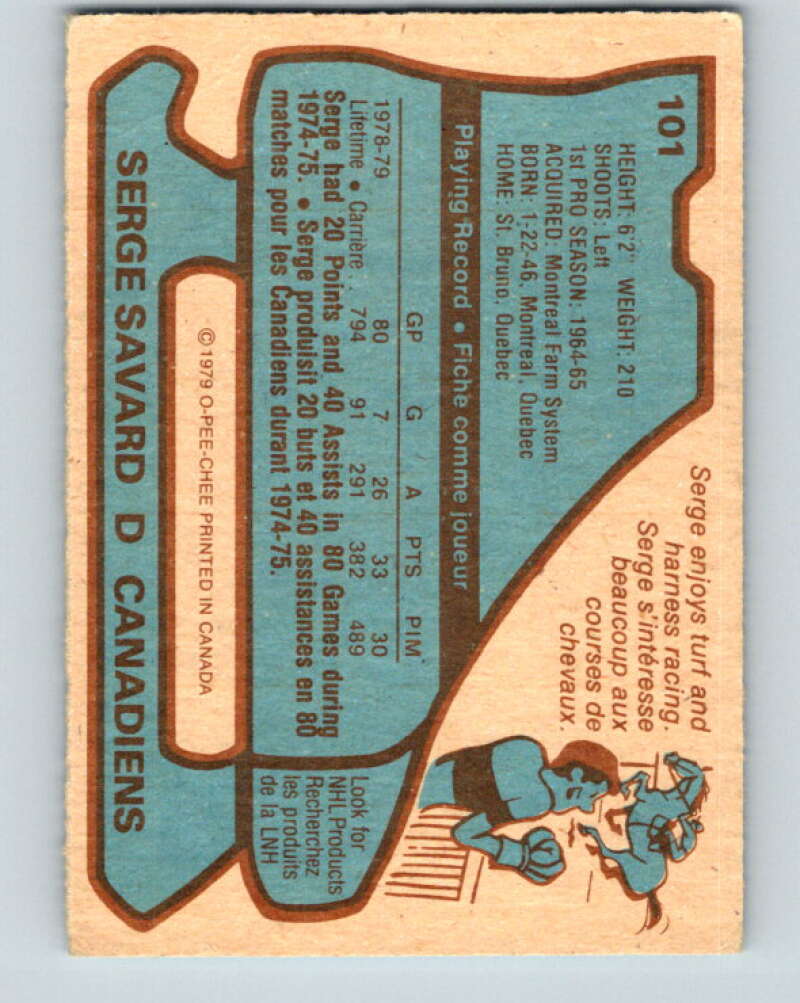 101
HEIGHT: 6'2" WEIGHT: 210
SHOOTS: Left
1st PRO SEASON: 1964-65
ACQUIRED: Montreal Farm System
BORN: 1-22-46, Montreal, Quebec
HOME: St. Bruno, Quebec
Serge enjoys turf and
harness racing.
Serge s'intéresse
beaucoup aux
courses de
chevaux.
Playing Record • Fiche comme joueur
GP G A PTS PIM
1978-79 80 7 26 33 30
Lifetime • Carrière . . 794 91 291 382 489
Serge had 20 Points and 40 Assists in 80 Games during
1974-75. • Serge produisit 20 buts et 40 assistances en 80
matches pour les Canadiens durant 1974-75.
Look for
NHL Products
Recherchez
les produits
de la LNH
©1979 O-PEE-CHEE PRINTED IN CANADA
SERGE SAVARD D CANADIENS